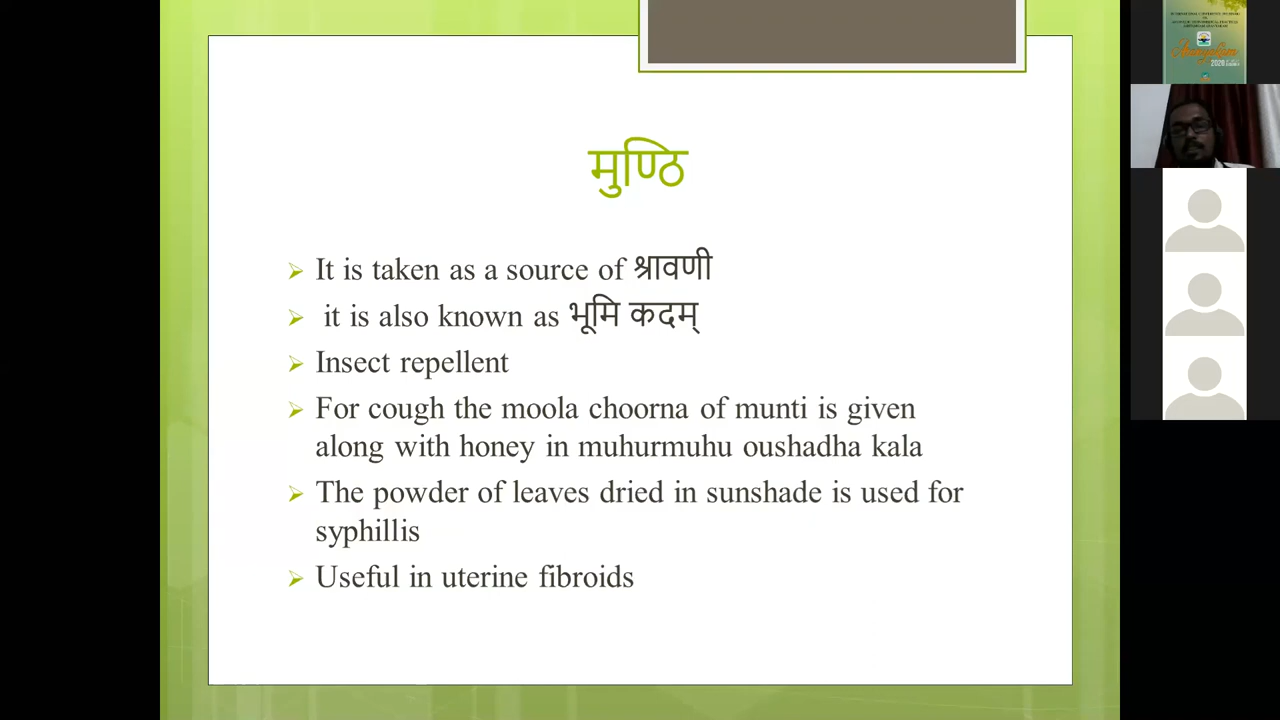 मुण्ठि
It is taken as a source of श्रावणी
it is also known as भूमि कदम्
Insect repellent
For cough the moola choorna of munti is given
along with honey in muhurmuhu oushadha kala
The powder of leaves dried in sunshade is used for
syphillis
Useful in uterine fibroids
2020